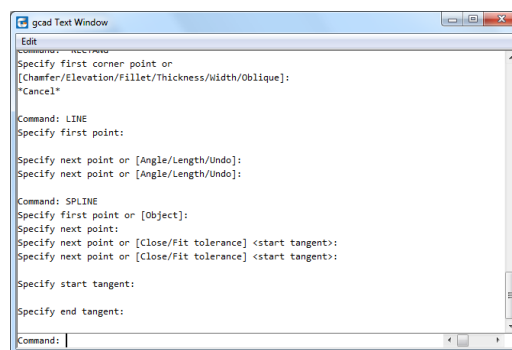 gcad Text Window
Edit
Command: RECTANG
Specify first corner point or
[Chamfer/Elevation/Fillet/Thickness/Width/Oblique]:
*Cancel*
Command: LINE
Specify first point:
Specify next point or [Angle/Length/Undo]:
Specify next point or [Angle/Length/Undo]:
Command: SPLINE
Specify first point or [Object]:
Specify next point:
Specify next point or [Close/Fit tolerance] <start tangent>:
Specify next point or [Close/Fit tolerance] <start tangent>:
Specify start tangent:
Specify end tangent:
Command: